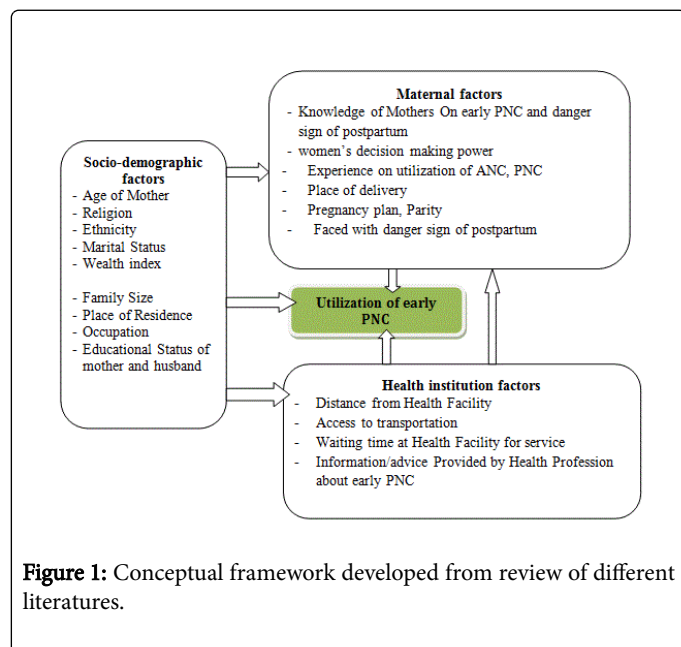 Maternal factors
- Knowledge of Mothers On early PNC and danger
sign of postpartum
- women's decision making power
- Experience on utilization of ANC, PNC
- Place of delivery
- Pregnancy plan, Parity
- Faced with danger sign of postpartum
Socio-demographic
factors
- Age of Mother
- Religion
- Ethnicity
- Marital Status
- Wealth index
- Family Size
- Place of Residence
- Occupation
- Educational Status of
mother and husband
Utilization of early
PNC
Health institution factors
- Distance from Health Facility
- Access to transportation
- Waiting time at Health Facility for service
- Information/advice Provided by Health Profession
about early PNC
Figure 1: Conceptual framework developed from review of different
literatures.